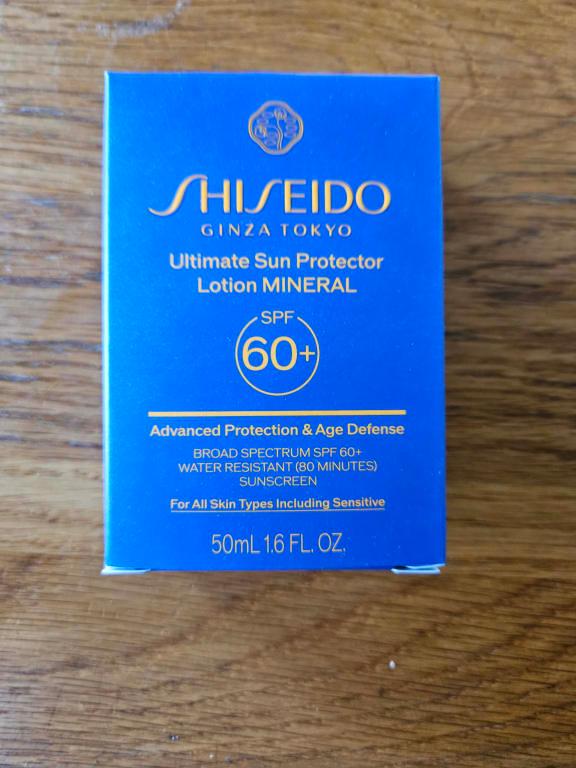 SHISEIDO
GINZA TOKYO
Ultimate Sun Protector
Lotion MINERAL
SPF
60+
Advanced Protection & Age Defense
BROAD SPECTRUM SPF 60+
WATER RESISTANT (80 MINUTES)
SUNSCREEN
For All Skin Types Including Sensitive
50mL 1.6 FL. OZ.